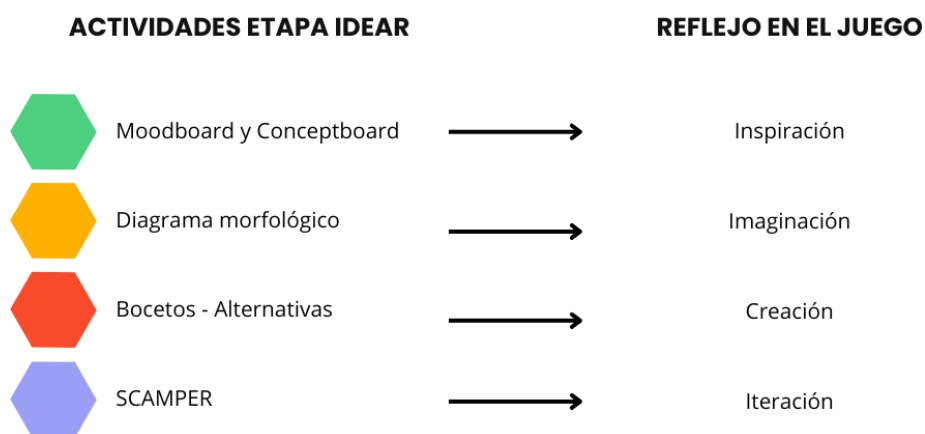 ACTIVIDADES ETAPA IDEAR
REFLEJO EN EL JUEGO
Moodboard y Conceptboard
Inspiración
Diagrama morfológico
Imaginación
Bocetos - Alternativas
Creación
SCAMPER
Iteración